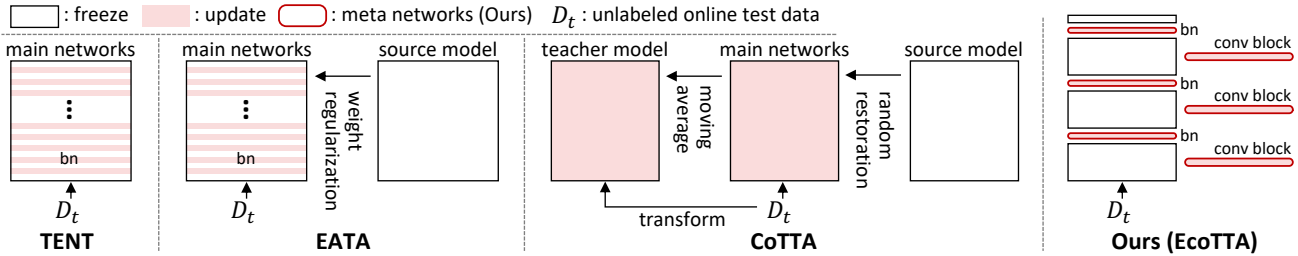 : freeze : update : meta networks (Ours) D_t : unlabeled online test data
main networks
bn
D_t
TENT
main networks source model
weight
regularization
bn
D_t
EATA
teacher model main networks source model
moving
average
random
restoration
transform D_t
CoTTA
bn
conv block
bn
conv block
bn
conv block
D_t
Ours (EcoTTA)